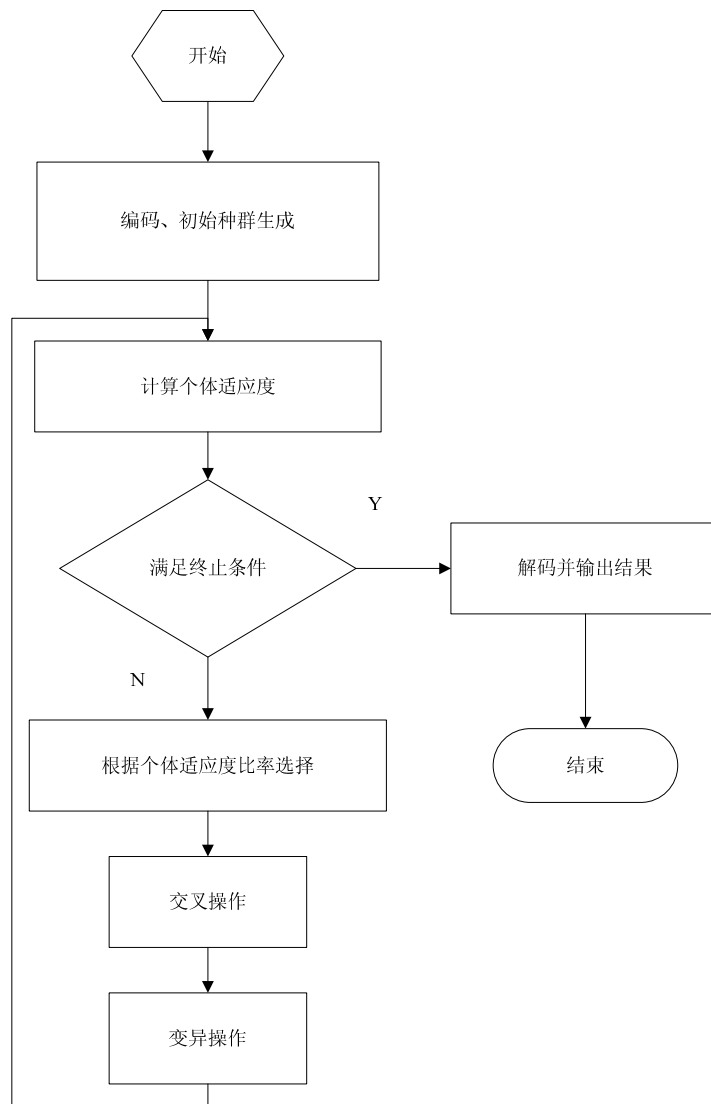 开始
编码、初始种群生成
计算个体适应度
Y
满足终止条件
解码并输出结果
N
根据个体适应度比率选择
结束
交叉操作
变异操作